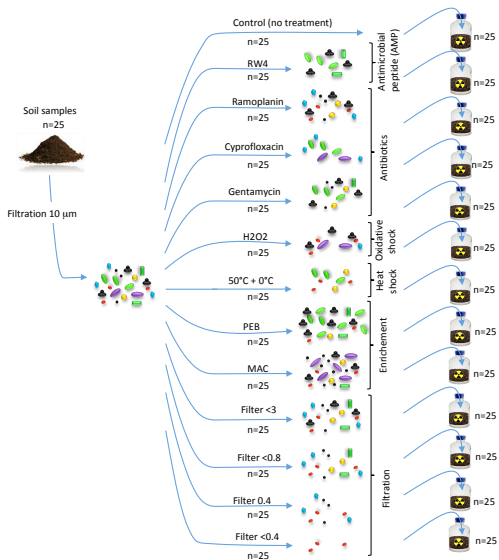 Soil samples
n=25
Filtration 10 µm
Control (no treatment)
n=25
RW4
n=25
Ramoplanin
n=25
Cyprofloxacin
n=25
Gentamycin
n=25
H2O2
n=25
50°C + 0°C
n=25
PEB
n=25
MAC
n=25
Filter <3
n=25
Filter <0.8
n=25
Filter 0.4
n=25
Filter <0.4
n=25
Antimicrobial
peptide (AMP)
Antibiotics
Oxidative
shock
Heat
shock
Enrichement
Filtration
n=25
n=25
n=25
n=25
n=25
n=25
n=25
n=25
n=25
n=25
n=25
n=25
n=25